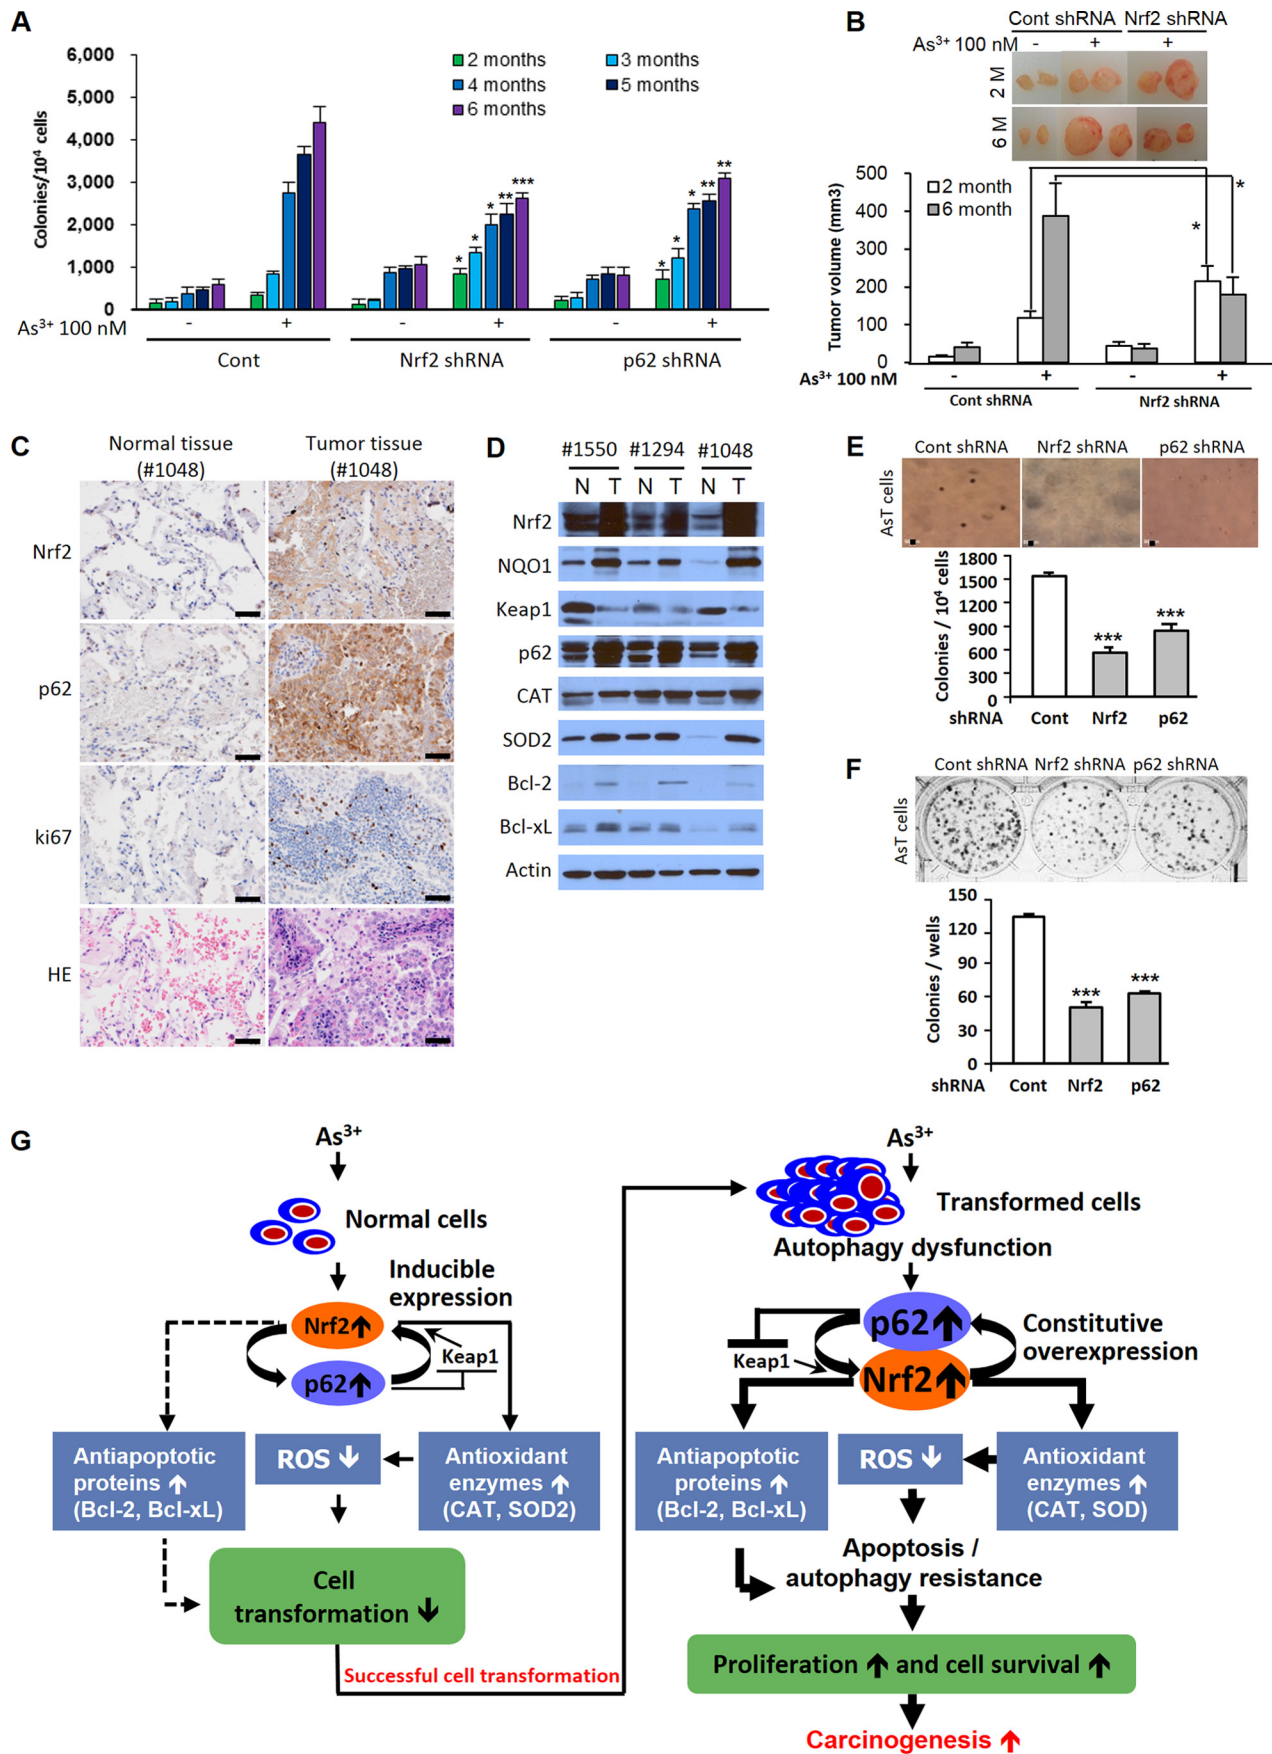 A
6,000
5,000
4,000
3,000
2,000
1,000
0
Colonies/10⁴ cells
2 months
3 months
4 months
5 months
6 months
* * * ** ***
* * * ** **
As³⁺ 100 nM - + - + - +
Cont Nrf2 shRNA p62 shRNA
B
Cont shRNA Nrf2 shRNA
As³⁺ 100 nM - + +
2 M
6 M
500
400
300
200
100
0
Tumor volume (mm3)
2 month
6 month
* *
As³⁺ 100 nM - + - +
Cont shRNA Nrf2 shRNA
C
Normal tissue (#1048)
Tumor tissue (#1048)
Nrf2
p62
ki67
HE
D
#1550 #1294 #1048
N T N T N T
Nrf2
NQO1
Keap1
p62
CAT
SOD2
Bcl-2
Bcl-xL
Actin
E
Cont shRNA Nrf2 shRNA p62 shRNA
AsT cells
1800
1500
1200
900
600
300
0
Colonies / 10⁴ cells
*** ***
shRNA Cont Nrf2 p62
F
Cont shRNA Nrf2 shRNA p62 shRNA
AsT cells
150
120
90
60
30
0
Colonies / wells
*** ***
shRNA Cont Nrf2 p62
G
As³⁺
Normal cells
Inducible
expression
Nrf2
p62
Keap1
Antiapoptotic
proteins
(Bcl-2, Bcl-xL)
ROS
Antioxidant
enzymes
(CAT, SOD2)
Cell
transformation
Successful cell transformation
As³⁺
Transformed cells
Autophagy dysfunction
p62
Nrf2
Keap1
Constitutive
overexpression
Antiapoptotic
proteins
(Bcl-2, Bcl-xL)
ROS
Antioxidant
enzymes
(CAT, SOD)
Apoptosis /
autophagy resistance
Proliferation and cell survival
Carcinogenesis